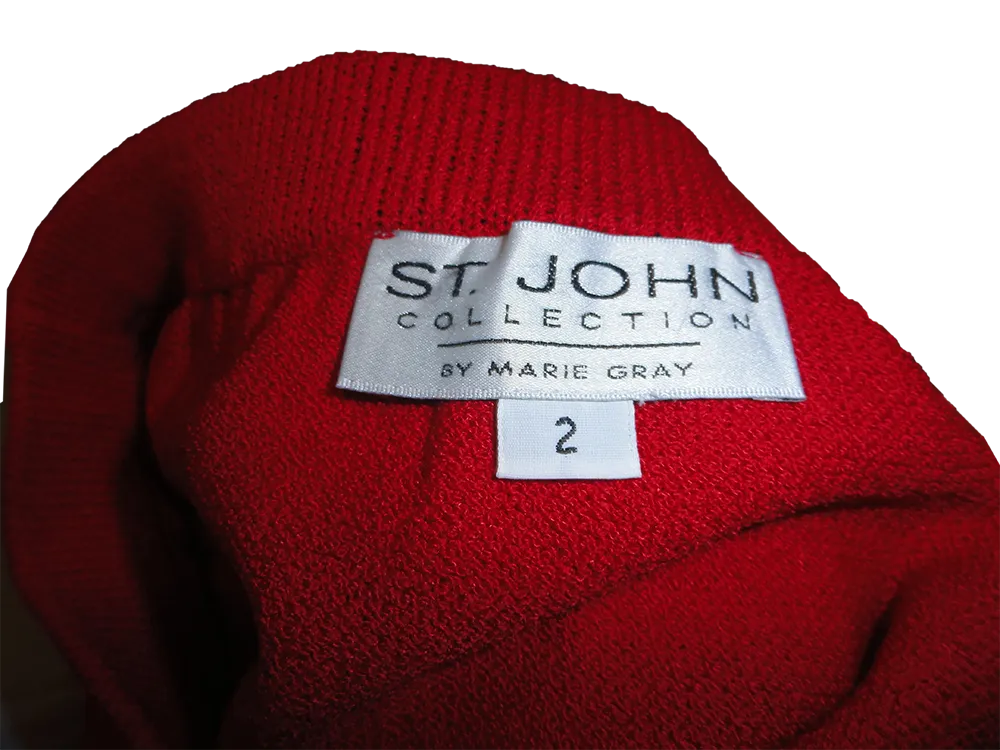 ST. JOHN
COLLECTION
BY MARIE GRAY
2